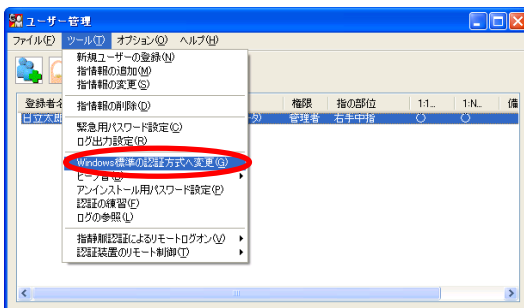 ユーザー管理
ファイル(F) ツール(T) オプション(O) ヘルプ(H)
新規ユーザーの登録(N)
指情報の追加(M)
指情報の変更(S)
指情報の削除(D)
緊急用パスワード設定(C)
ログ出力設定(R)
Windows標準の認証方式へ変更(G)
ビープ音(B)
アンインストール用パスワード設定(P)
認証の練習(E)
ログの参照(L)
指静脈認証によるリモートログオン(V)
認証装置のリモート制御(T)
登録者名 権限 指の部位 1:1... 1:N... 備
日立太郎 タ) 管理者 右手中指 ○ ○